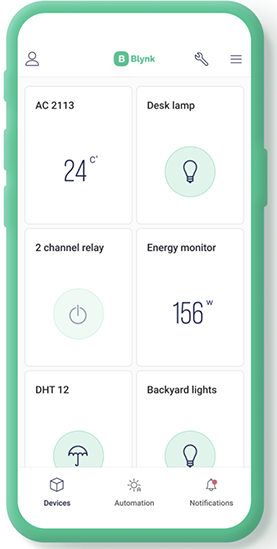 B Blynk
AC 2113
Desk lamp
24 C°
2 channel relay
Energy monitor
156 W
DHT 12
Backyard lights
Devices
Automation
Notifications